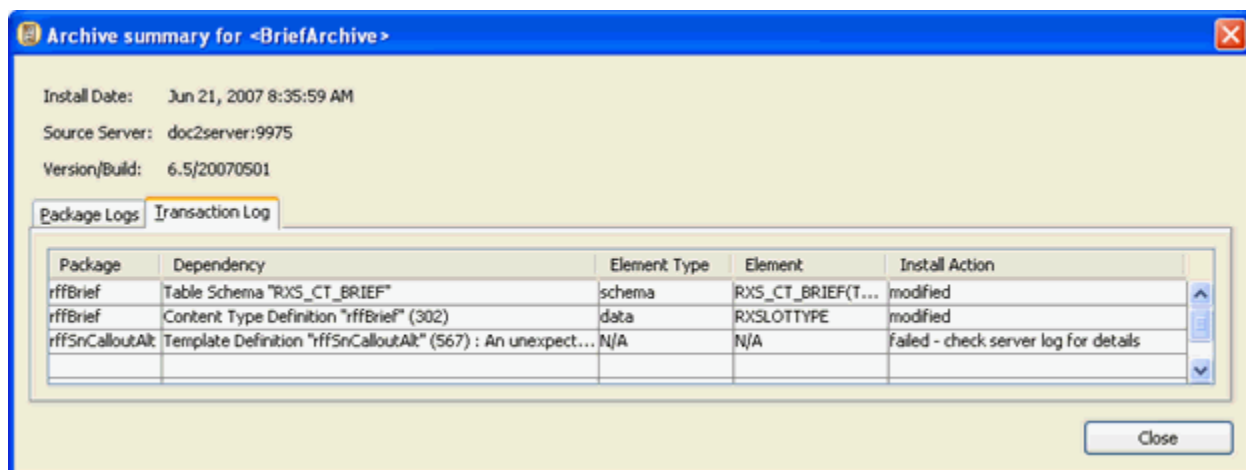 Archive summary for <BriefArchive>
Install Date: Jun 21, 2007 8:35:59 AM
Source Server: doc2server:9975
Version/Build: 6.5/20070501
Package Logs Transaction Log
Package Dependency Element Type Element Install Action
rffBrief Table Schema "RXS_CT_BRIEF" schema RXS_CT_BRIEF(T... modified
rffBrief Content Type Definition "rffBrief" (302) data RXSLOTTYPE modified
rffSnCalloutAlt Template Definition "rffSnCalloutAlt" (567) : An unexpect... N/A N/A failed - check server log for details
Close